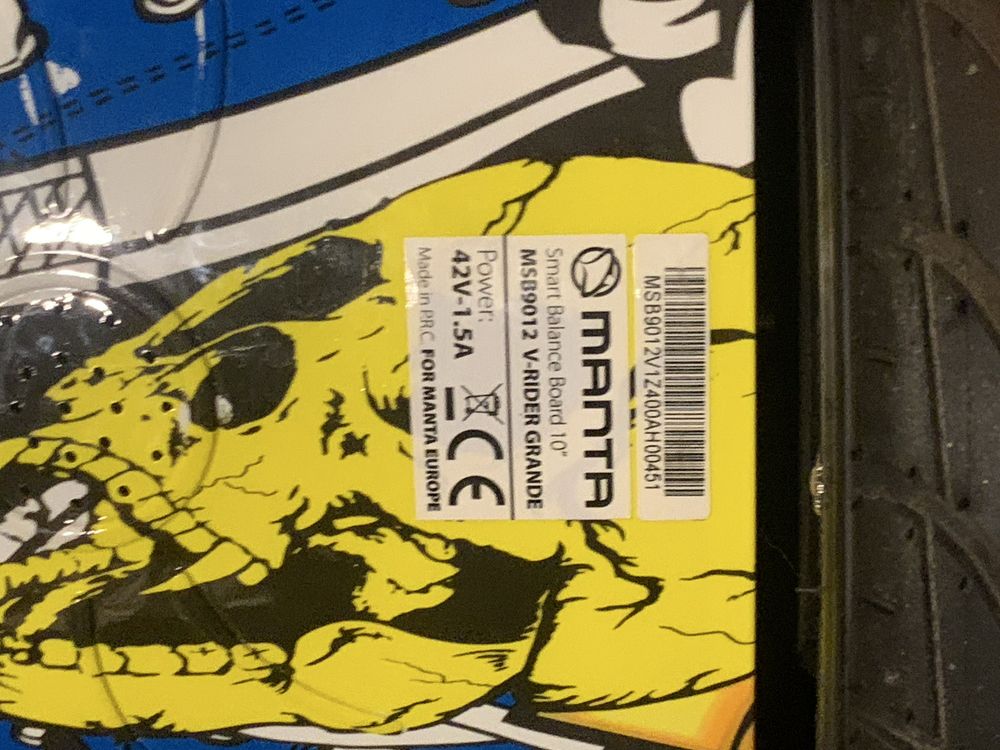 MSB9012V1Z400AH00451
MANTA
Smart Balance Board 10"
MSB9012 V-RIDER GRANDE
Power:
42V-1.5A
CE
Made in P.R.C. FOR MANTA EUROPE